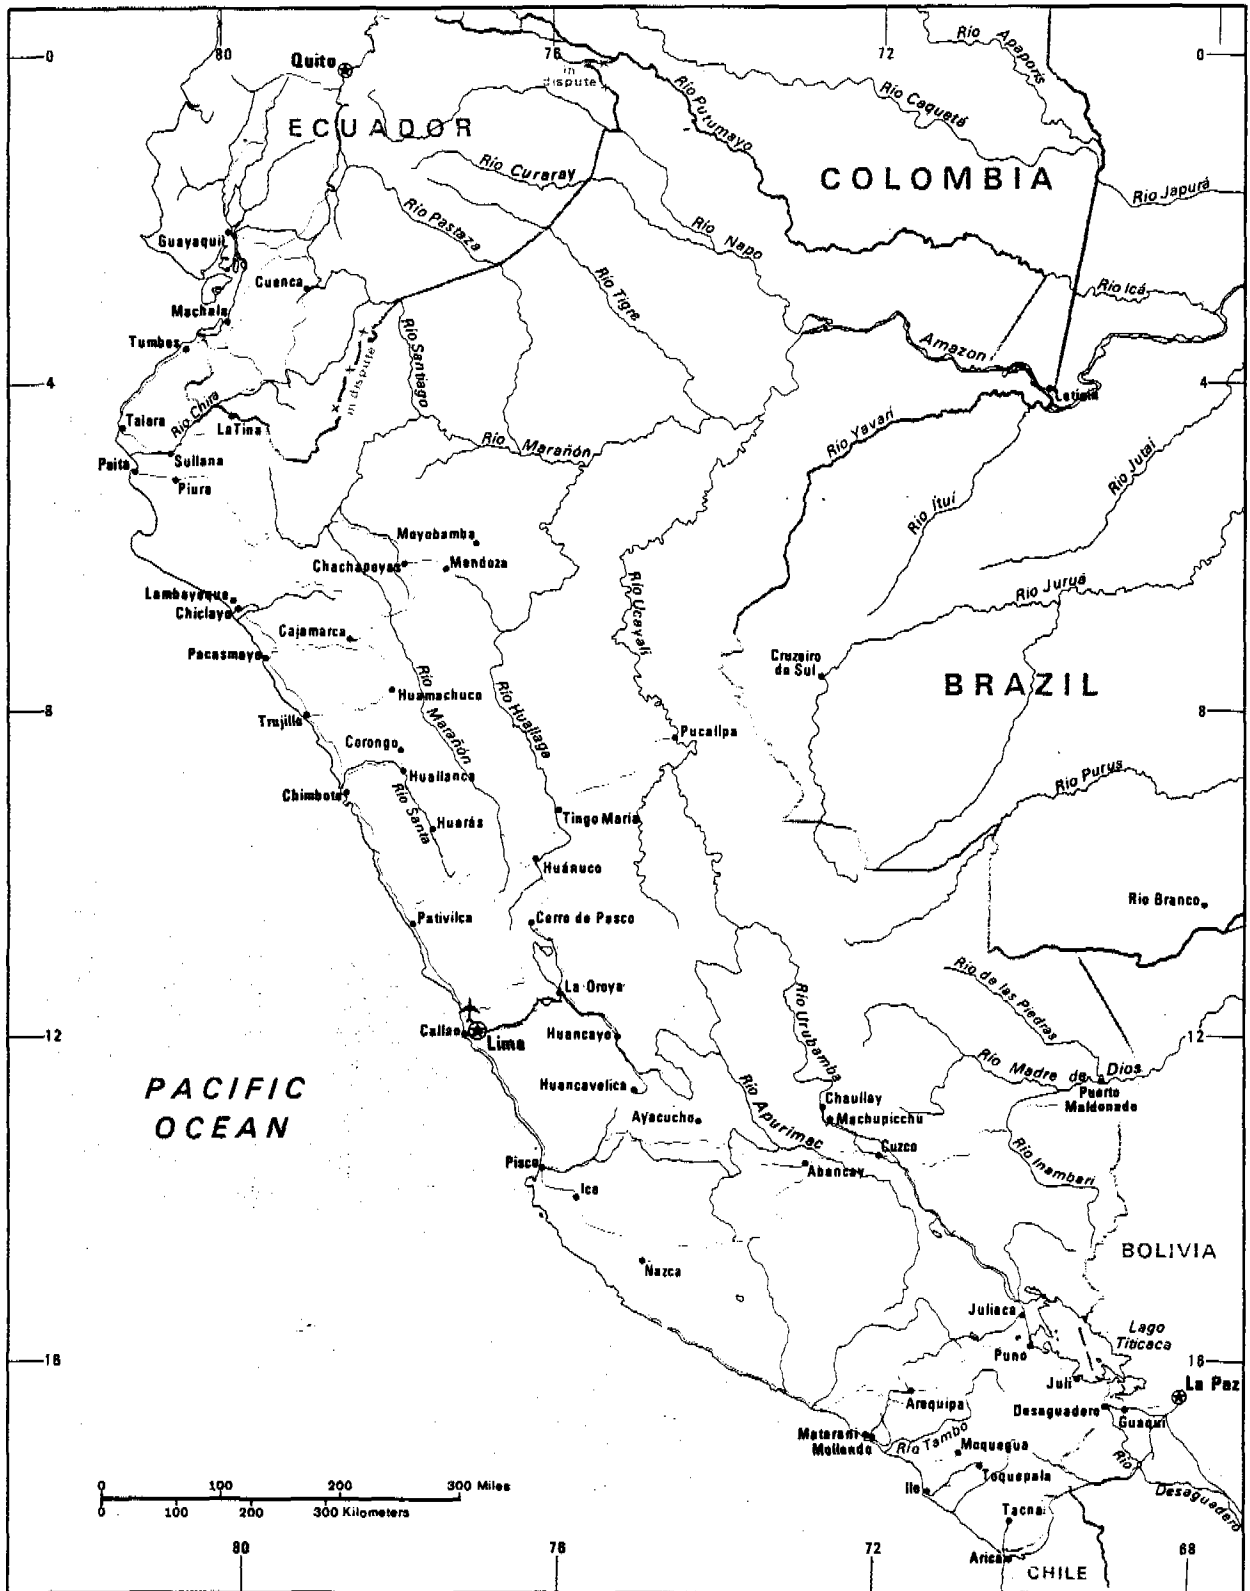 80
76
72
0
0
Quito
in
dispute
Río Apaporis
Río Caquetá
Río Putumayo
ECUADOR
COLOMBIA
Río Curaray
Río Japurá
Río Pastaza
Río Napo
Guayaquil
Cuenca
Río Tigre
Río Icá
Machala
Tumbes
Río Santiago
Amazon
in dispute
4
4
Leticia
Río Chira
Talara
La Tina
Río Yavarí
Río Marañón
Río Jutaí
Paita
Sullana
Piura
Río Ituí
Moyobamba
Chachapoyas
Mendoza
Río Ucayali
Río Juruá
Lambayeque
Chiclayo
Cajamarca
Pacasmayo
Cruzeiro
do Sul
BRAZIL
Huamachuco
Río Marañón
Río Huallaga
8
8
Trujillo
Pucallpa
Corongo
Huallanca
Río Purus
Chimbote
Río Santa
Huarás
Tingo María
Huánuco
Río Branco
Pativilca
Cerro de Pasco
Río de las Piedras
La Oroya
Río Urubamba
Callao
Lima
Huancayo
12
12
Río Madre de Dios
Puerto
Maldonado
PACIFIC
OCEAN
Huancavelica
Chaullay
Machupicchu
Ayacucho
Río Apurimac
Cuzco
Pisco
Abancay
Río Inambari
Ica
BOLIVIA
Nazca
Juliaca
Lago
Titicaca
Puno
16
16
Juli
La Paz
Arequipa
Desaguadero
Guaqui
Matarani
Mollendo
Río Tambo
Moquegua
Río Desaguadero
Toquepala
Ilo
Tacna
Arica
CHILE
0 100 200 300 Miles
0 100 200 300 Kilometers
80
76
72
68